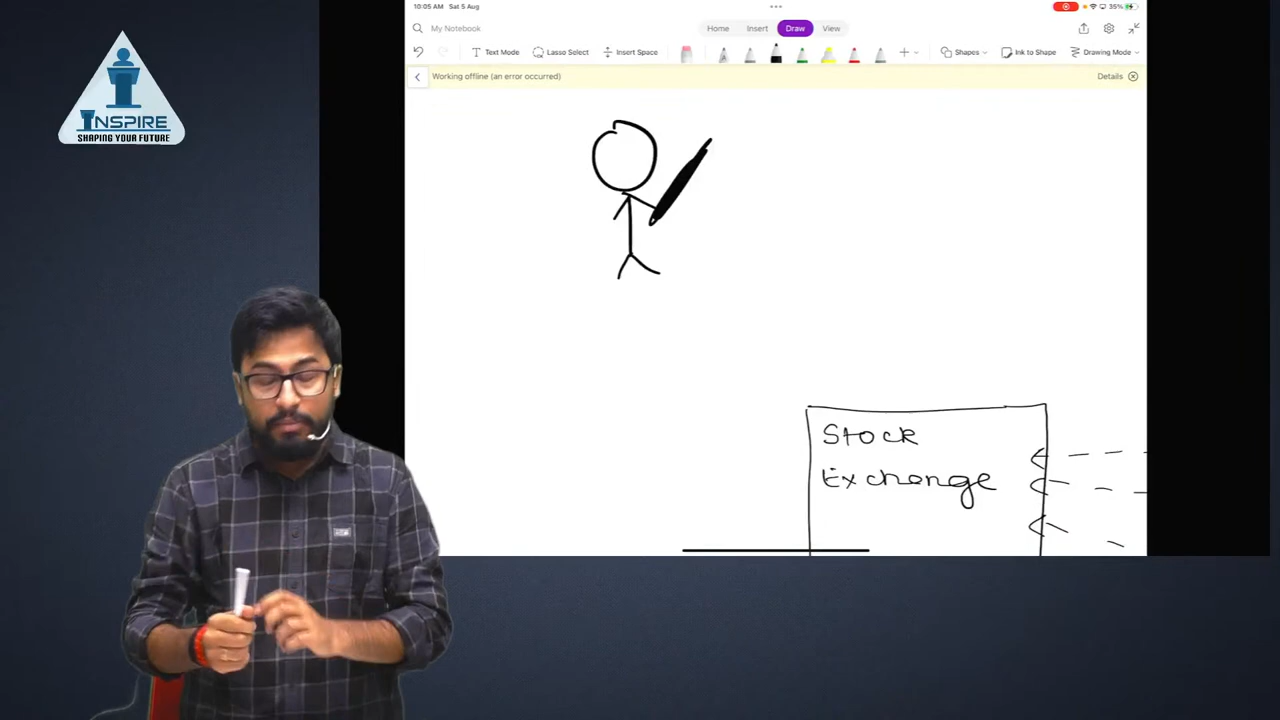 10:05 AM Sat 5 Aug
35%
My Notebook
Home Insert Draw View
Text Mode Lasso Select Insert Space Shapes Ink to Shape Drawing Mode
Working offline (an error occurred)
Details
INSPIRE
SHAPING YOUR FUTURE
Stock
Exchange